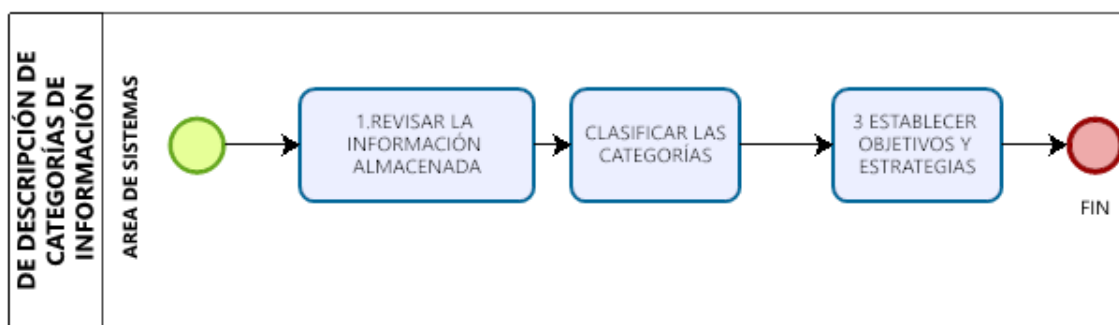 DE DESCRIPCIÓN DE
CATEGORÍAS DE
INFORMACIÓN
AREA DE SISTEMAS
1.REVISAR LA
INFORMACIÓN
ALMACENADA
CLASIFICAR LAS
CATEGORÍAS
3 ESTABLECER
OBJETIVOS Y
ESTRATEGIAS
FIN